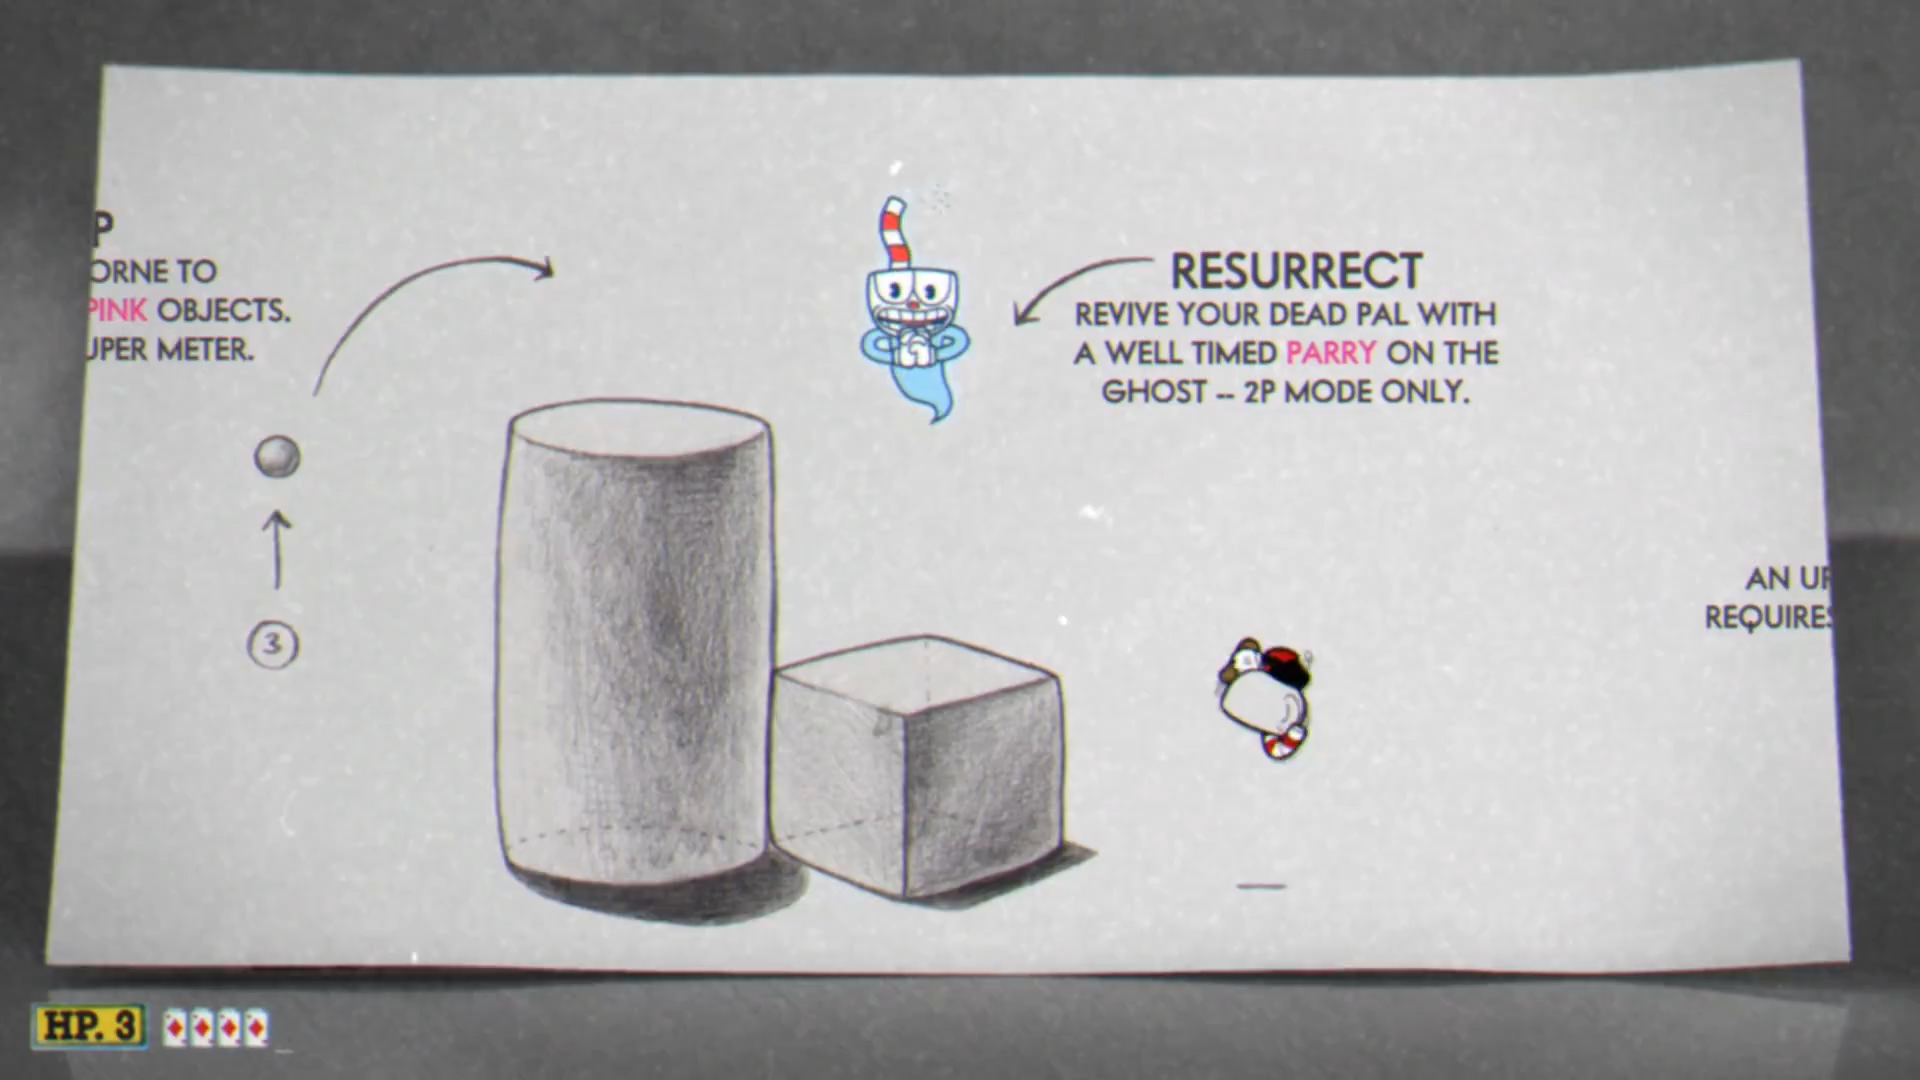 P
ORNE TO
PINK OBJECTS.
UPER METER.
3
RESURRECT
REVIVE YOUR DEAD PAL WITH
A WELL TIMED PARRY ON THE
GHOST -- 2P MODE ONLY.
AN UP
REQUIRES
HP. 3